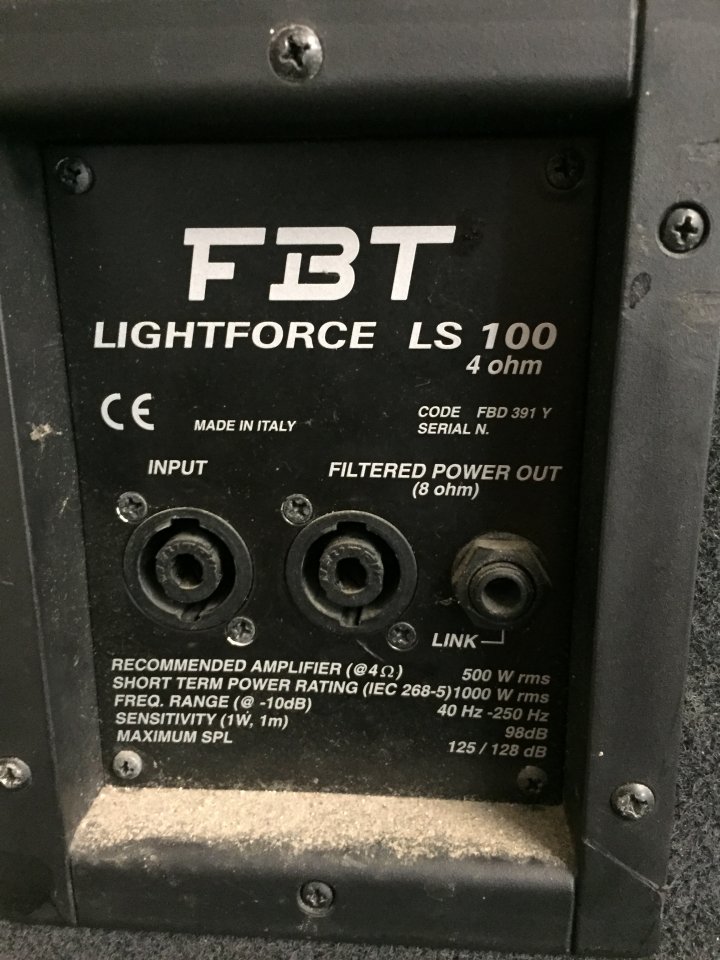 FBT
LIGHTFORCE LS 100
4 ohm
CE
MADE IN ITALY
CODE FBD 391 Y
SERIAL N.
INPUT
FILTERED POWER OUT
(8 ohm)
LINK
RECOMMENDED AMPLIFIER (@4Ω) 500 W rms
SHORT TERM POWER RATING (IEC 268-5) 1000 W rms
FREQ. RANGE (@ -10dB) 40 Hz -250 Hz
SENSITIVITY (1W, 1m) 98dB
MAXIMUM SPL 125 / 128 dB